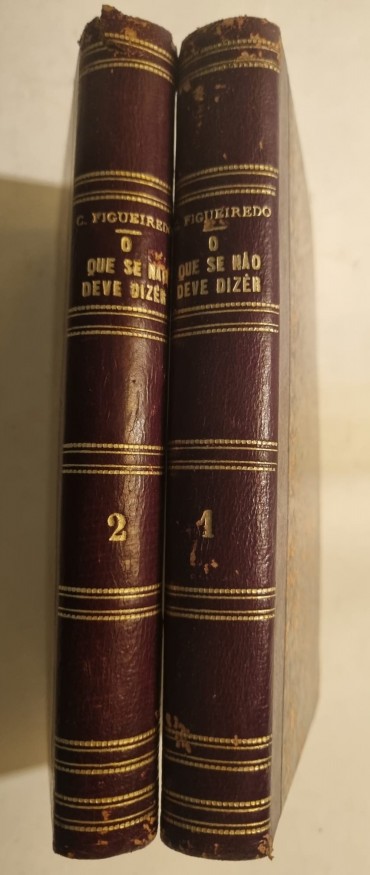 C. FIGUEIREDO
O
QUE SE NÃO
DEVE DIZÊR
2
FIGUEIREDO
O
QUE SE NÃO
DEVE DIZÊR
1